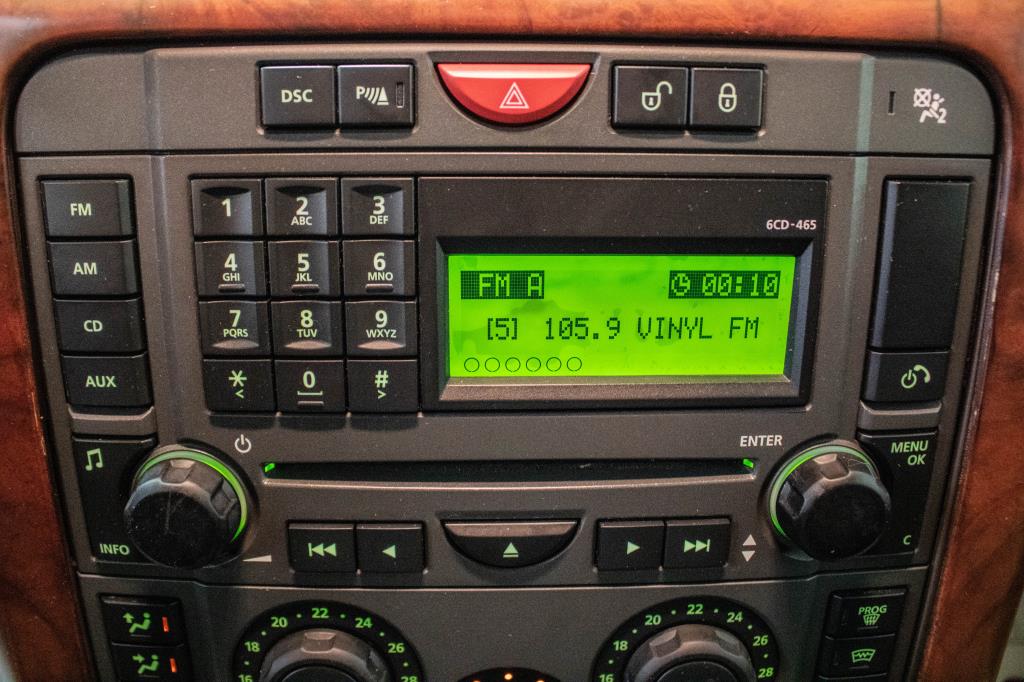 DSC P
2
FM
AM
CD
AUX
1 2 ABC 3 DEF
4 GHI 5 JKL 6 MNO
7 PQRS 8 TUV 9 WXYZ
* < 0 # >
6CD-465
FM A 00:10
[5] 105.9 VINYL FM
ENTER
MENU
OK
INFO
C
16 18 20 22 24 26 28
16 18 20 22 24 26 28
PROG